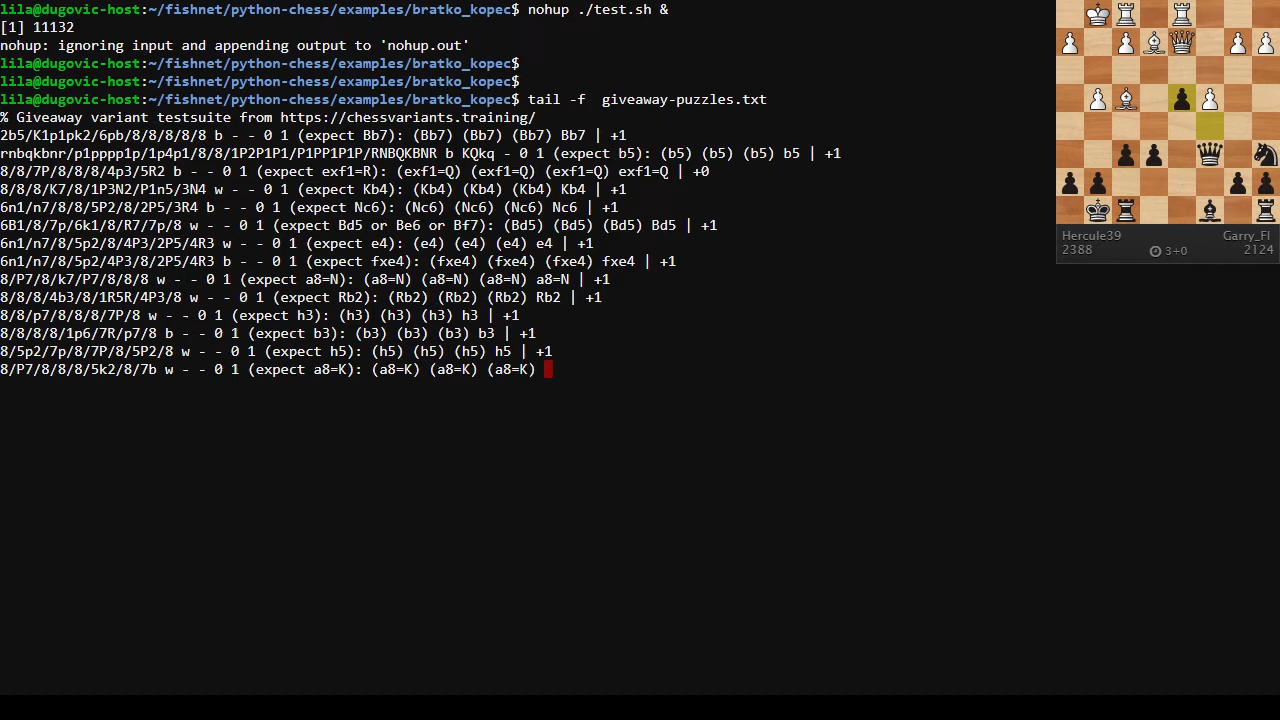 lila@dugovic-host:~/fishnet/python-chess/examples/bratko_kopec$ nohup ./test.sh &
[1] 11132
nohup: ignoring input and appending output to 'nohup.out'
lila@dugovic-host:~/fishnet/python-chess/examples/bratko_kopec$
lila@dugovic-host:~/fishnet/python-chess/examples/bratko_kopec$
lila@dugovic-host:~/fishnet/python-chess/examples/bratko_kopec$ tail -f  giveaway-puzzles.txt
% Giveaway variant testsuite from https://chessvariants.training/
2b5/K1p1pk2/6pb/8/8/8/8/8 b - - 0 1 (expect Bb7): (Bb7) (Bb7) (Bb7) Bb7 | +1
rnbqkbnr/p1pppp1p/1p4p1/8/8/1P2P1P1/P1PP1P1P/RNBQKBNR b KQkq - 0 1 (expect b5): (b5) (b5) (b5) b5 | +1
8/8/7P/8/8/8/4p3/5R2 b - - 0 1 (expect exf1=R): (exf1=Q) (exf1=Q) (exf1=Q) exf1=Q | +0
8/8/8/K7/8/1P3N2/P1n5/3N4 w - - 0 1 (expect Kb4): (Kb4) (Kb4) (Kb4) Kb4 | +1
6n1/n7/8/8/5P2/8/2P5/3R4 b - - 0 1 (expect Nc6): (Nc6) (Nc6) (Nc6) Nc6 | +1
6B1/8/7p/6k1/8/R7/7p/8 w - - 0 1 (expect Bd5 or Be6 or Bf7): (Bd5) (Bd5) (Bd5) Bd5 | +1
6n1/n7/8/5p2/8/4P3/2P5/4R3 w - - 0 1 (expect e4): (e4) (e4) (e4) e4 | +1
6n1/n7/8/5p2/4P3/8/2P5/4R3 b - - 0 1 (expect fxe4): (fxe4) (fxe4) (fxe4) fxe4 | +1
8/P7/8/k7/P7/8/8/8 w - - 0 1 (expect a8=N): (a8=N) (a8=N) (a8=N) a8=N | +1
8/8/8/4b3/8/1R5R/4P3/8 w - - 0 1 (expect Rb2): (Rb2) (Rb2) (Rb2) Rb2 | +1
8/8/p7/8/8/8/7P/8 w - - 0 1 (expect h3): (h3) (h3) (h3) h3 | +1
8/8/8/8/1p6/7R/p7/8 b - - 0 1 (expect b3): (b3) (b3) (b3) b3 | +1
8/5p2/7p/8/7P/8/5P2/8 w - - 0 1 (expect h5): (h5) (h5) (h5) h5 | +1
8/P7/8/8/8/5k2/8/7b w - - 0 1 (expect a8=K): (a8=K) (a8=K) (a8=K)
Hercule39 Garry_Fl
2388 3+0 2124